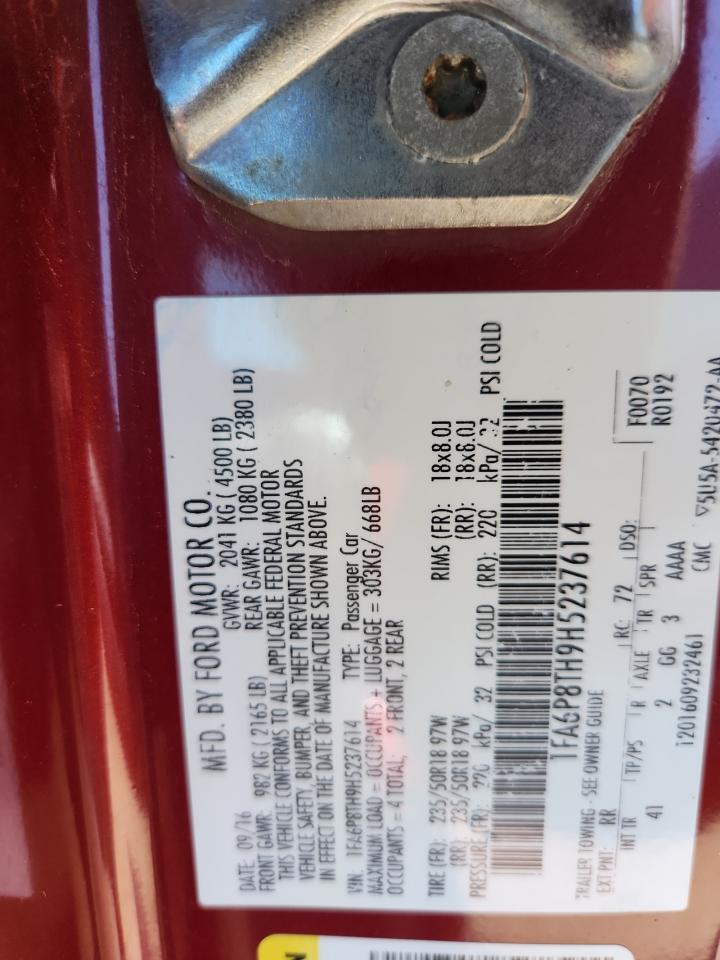 MFD. BY FORD MOTOR CO.
DATE: 09/16 GVWR: 2041 KG ( 4500 LB)
FRONT GAWR: 982 KG ( 2165 LB) REAR GAWR: 1080 KG ( 2380 LB)
THIS VEHICLE CONFORMS TO ALL APPLICABLE FEDERAL MOTOR
VEHICLE SAFETY, BUMPER, AND THEFT PREVENTION STANDARDS
IN EFFECT ON THE DATE OF MANUFACTURE SHOWN ABOVE.
VIN: 1FA6P8TH9H5237614 TYPE: Passenger Car
MAXIMUM LOAD = OCCUPANTS + LUGGAGE = 303KG/ 668LB
OCCUPANTS = 4 TOTAL; 2 FRONT, 2 REAR
TIRE (FR): 235/50R18 97W RIMS (FR): 18x8.0J
(RR): 235/50R18 97W (RR): 18x8.0J
PRESSURE (FR): 220 kPa/ 32 PSI COLD (RR): 220 kPa/ 32 PSI COLD
1FA6P8TH9H5237614
TRAILER TOWING - SEE OWNER GUIDE F0070
EXT PNT: RR RC: 72 DSO: R0192
INT TR TP/PS R AXLE TR SPR
41 2 GG 3 AAAA
1201609232461 CMC ▽5U5A-5420472-AA
N